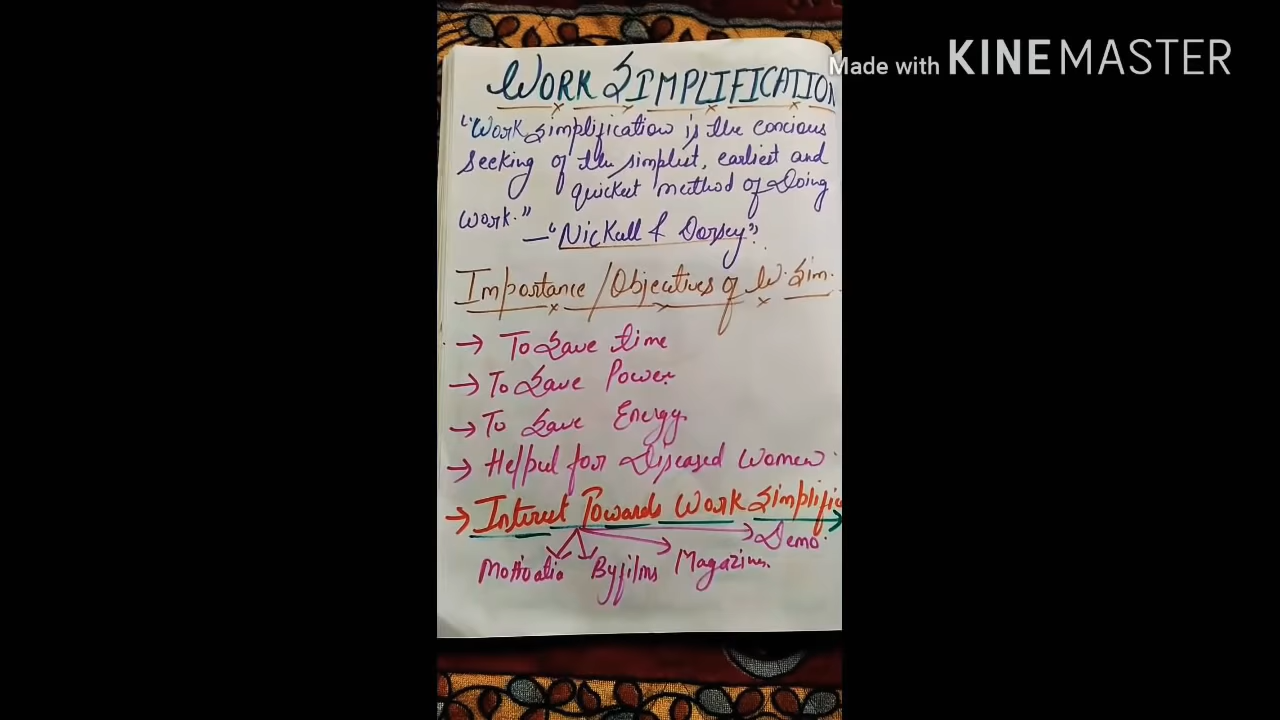 Made with KINEMASTER
WORK SIMPLIFICATION
"Work simplification is the concious
seeking of the simplest, earliest and
quickest method of Doing
work."
—"Nickell & Dorsey".
Importance/Objectives of W. Sim.
→ To Save time
→ To Save Power
→ To Save Energy
→ Helpful for Diseased Women
→ Interest Towards Work Simplific
Demo
Motivatio By films Magazines